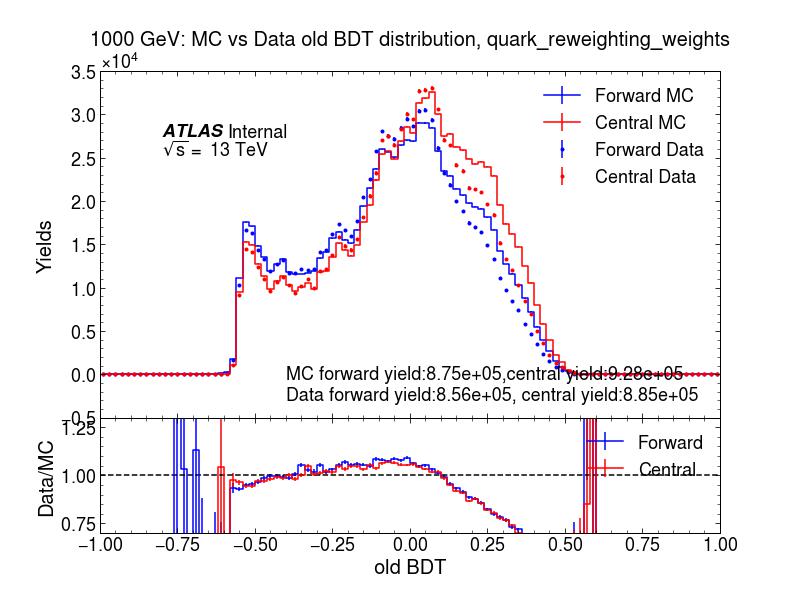 1000 GeV: MC vs Data old BDT distribution, quark_reweighting_weights
×10⁴
3.5
3.0
2.5
2.0
1.5
1.0
0.5
0.0
0.5
Yields
ATLAS Internal
√s = 13 TeV
Forward MC
Central MC
Forward Data
Central Data
MC forward yield:8.75e+05,central yield:9.28e+05
Data forward yield:8.56e+05, central yield:8.85e+05
1.25
1.00
0.75
Data/MC
Forward
Central
−1.00 −0.75 −0.50 −0.25 0.00 0.25 0.50 0.75 1.00
old BDT